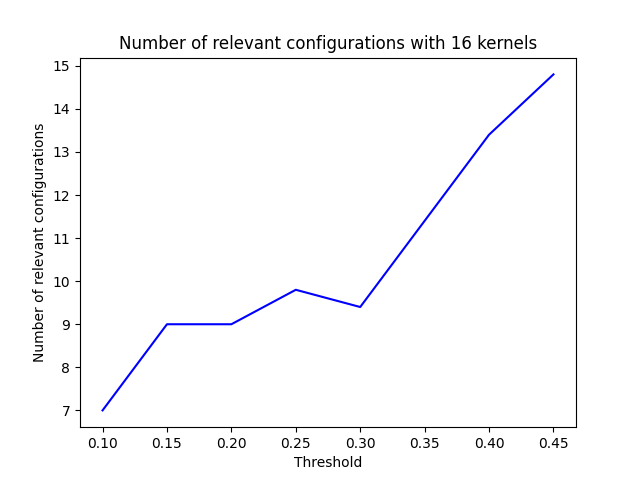 Number of relevant configurations with 16 kernels
Number of relevant configurations
15
14
13
12
11
10
9
8
7
0.10 0.15 0.20 0.25 0.30 0.35 0.40 0.45
Threshold